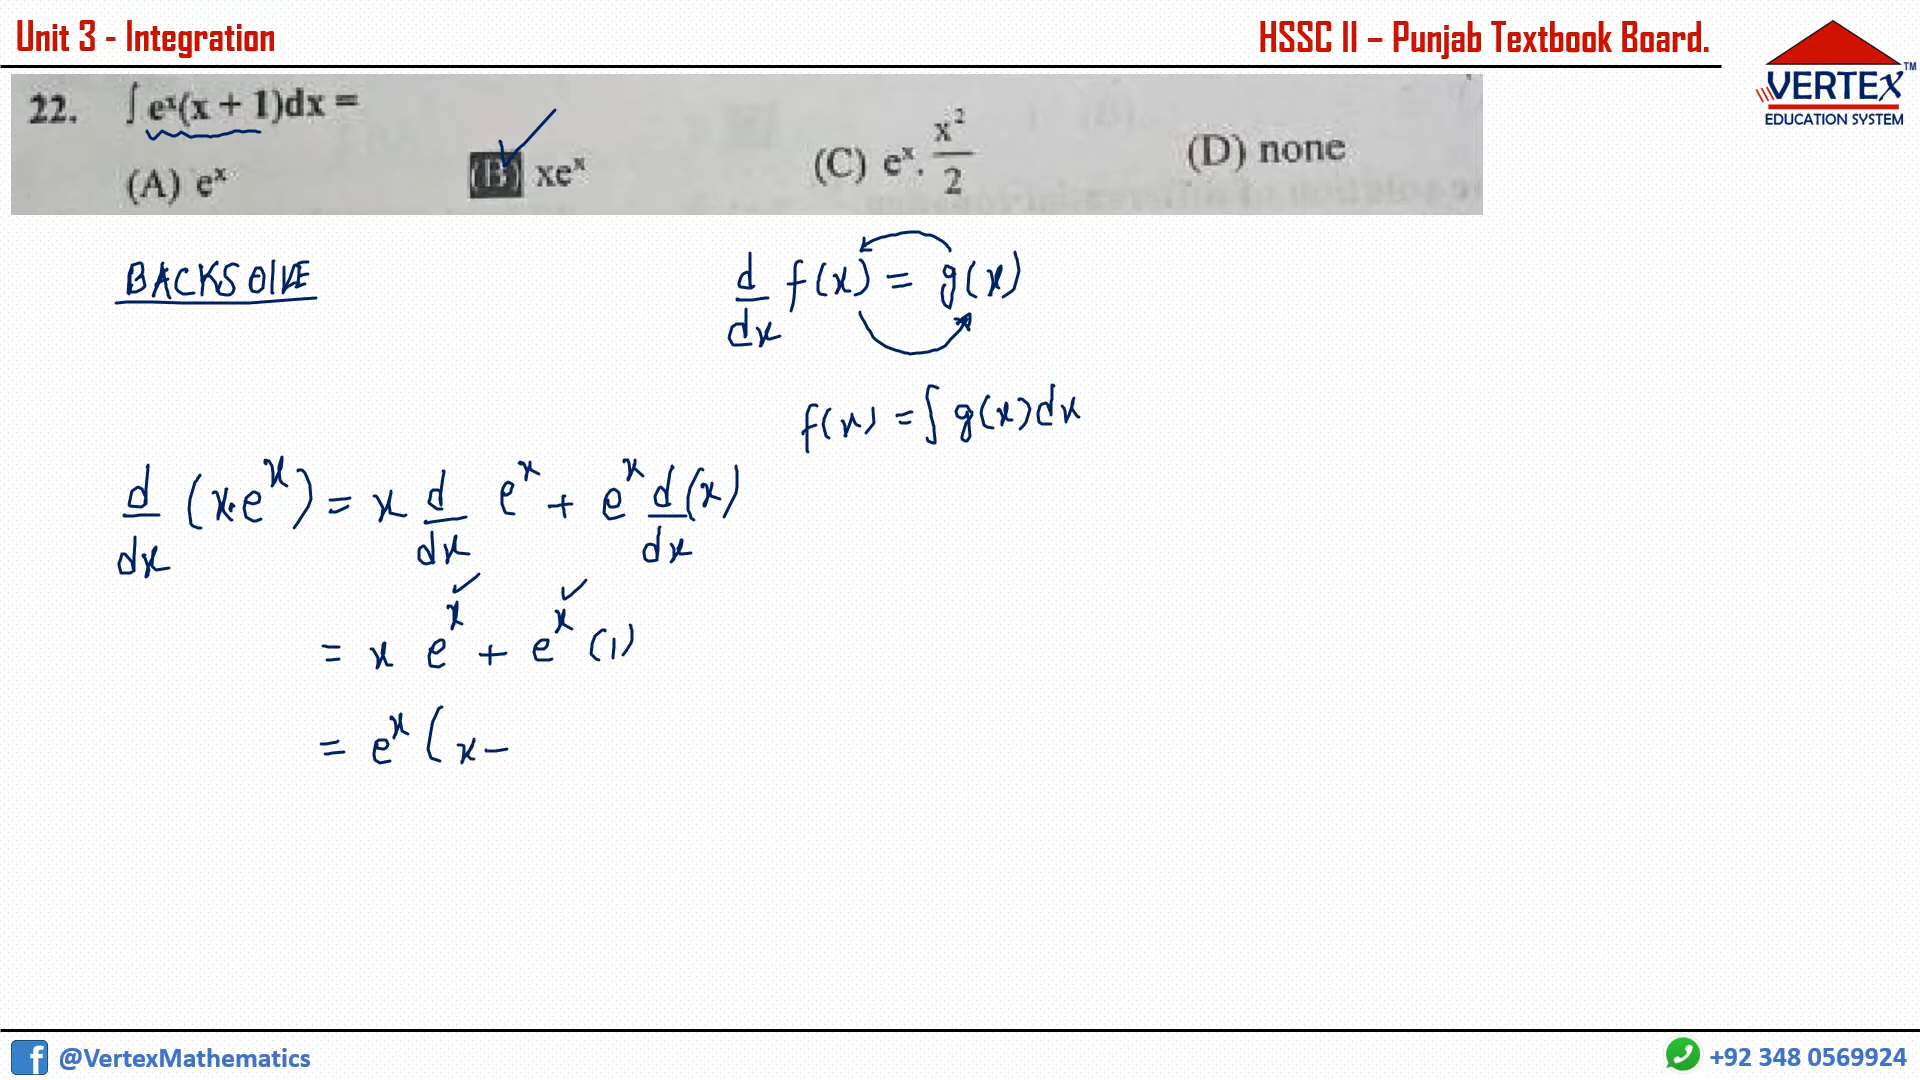 Unit 3 - Integration
HSSC II – Punjab Textbook Board.
VERTEX™
EDUCATION SYSTEM
22. ∫ eˣ(x + 1)dx =
(A) eˣ (B) xeˣ (C) eˣ. x²/2 (D) none
BACKSOLVE
d/dx f(x) = g(x)
f(x) = ∫ g(x) dx
d/dx (x.eˣ) = x d/dx eˣ + eˣ d/dx (x)
= x eˣ + eˣ (1)
= eˣ ( x −
@VertexMathematics
+92 348 0569924